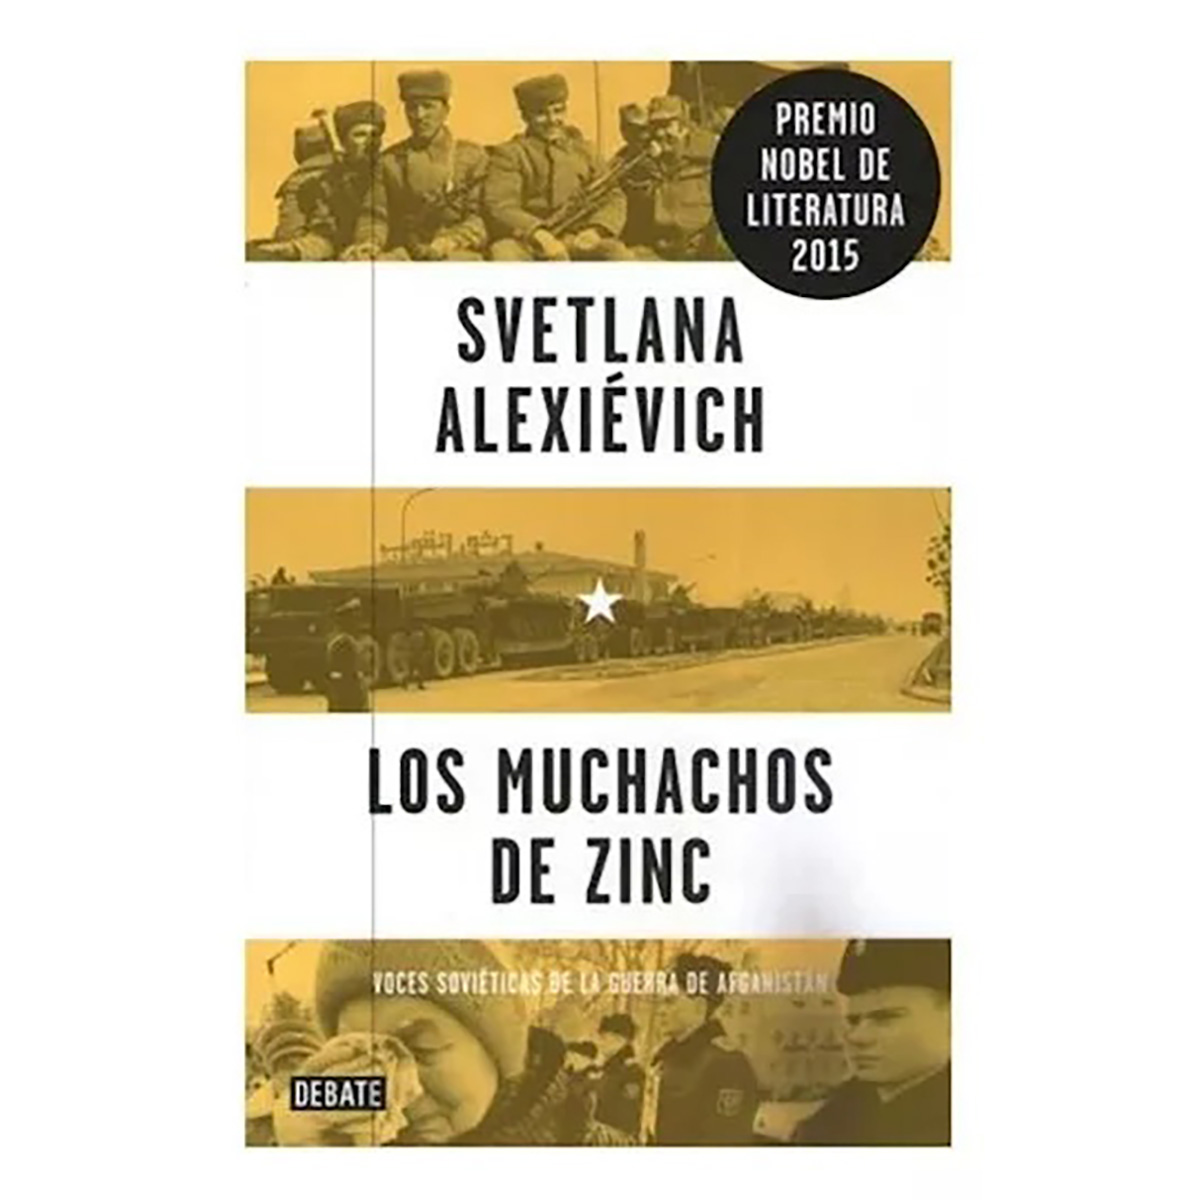 PREMIO
NOBEL DE
LITERATURA
2015
SVETLANA
ALEXIÉVICH
LOS MUCHACHOS
DE ZINC
VOCES SOVIÉTICAS DE LA GUERRA DE AFGANISTÁN
DEBATE